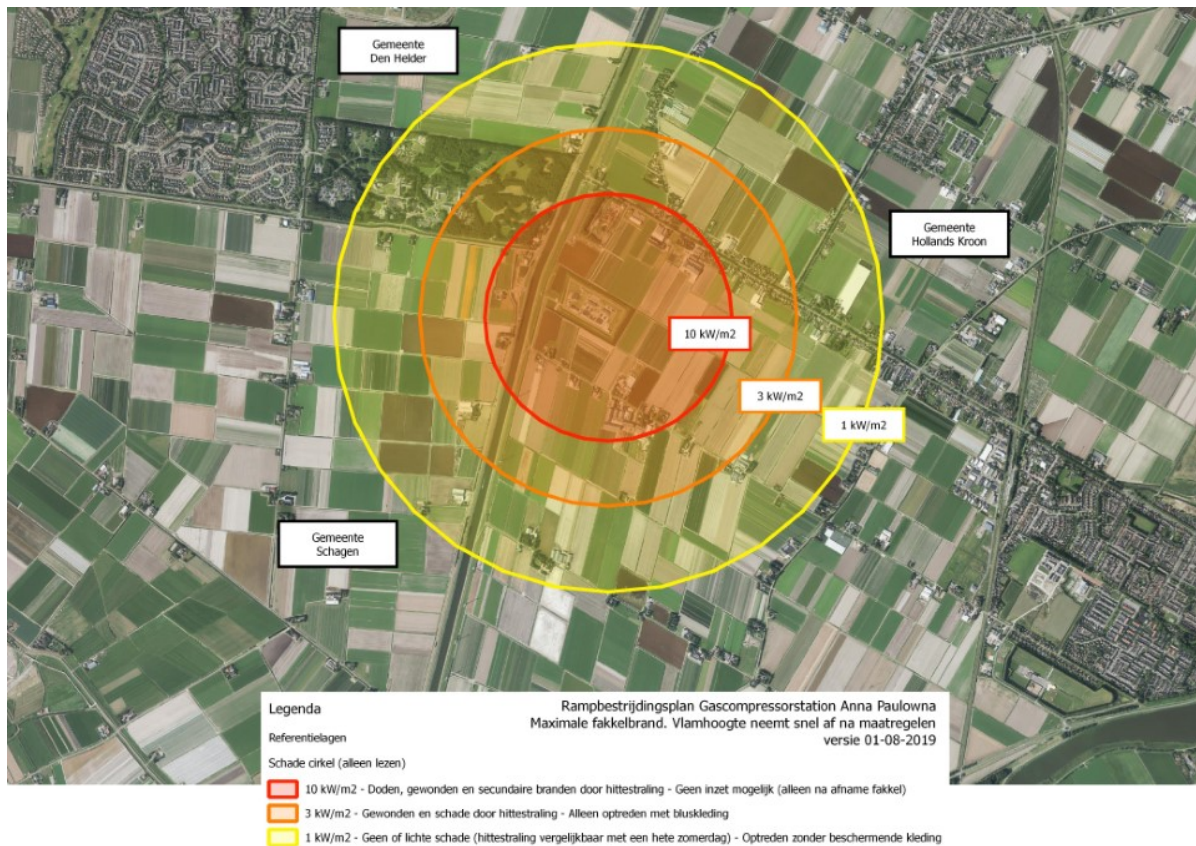 Gemeente
Den Helder
Gemeente
Hollands Kroon
10 kW/m2
3 kW/m2
1 kW/m2
Gemeente
Schagen
Legenda
Rampbestrijdingsplan Gascompressorstation Anna Paulowna
Maximale fakkelbrand. Vlamhoogte neemt snel af na maatregelen
versie 01-08-2019
Referentielagen
Schade cirkel (alleen lezen)
10 kW/m2 - Doden, gewonden en secundaire branden door hittestraling - Geen inzet mogelijk (alleen na afname fakkel)
3 kW/m2 - Gewonden en schade door hittestraling - Alleen optreden met bluskleding
1 kW/m2 - Geen of lichte schade (hittestraling vergelijkbaar met een hete zomerdag) - Optreden zonder beschermende kleding